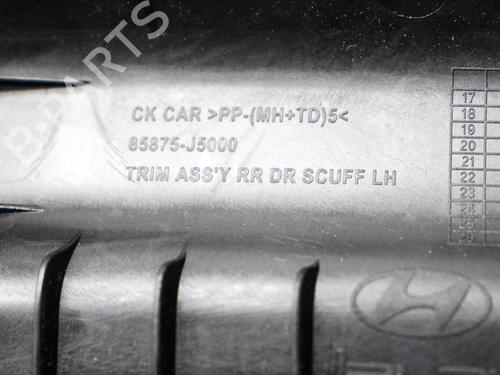 B-PARTS
CK CAR >PP-(MH+TD)5<
85875-J5000
TRIM ASS'Y RR DR SCUFF LH
17
18
19
20
21
22
23
24
25
26